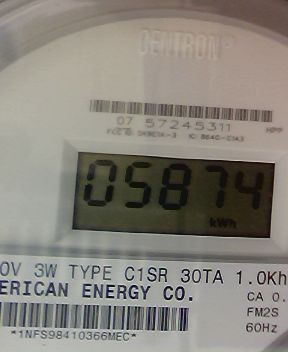 CENTRON®
07 57245311
HPP
05874
kWh
0V 3W TYPE C1SR 30TA 1.0Kh
ERICAN ENERGY CO.
CA 0.
FM2S
60Hz
*1NFS98410366MEC*